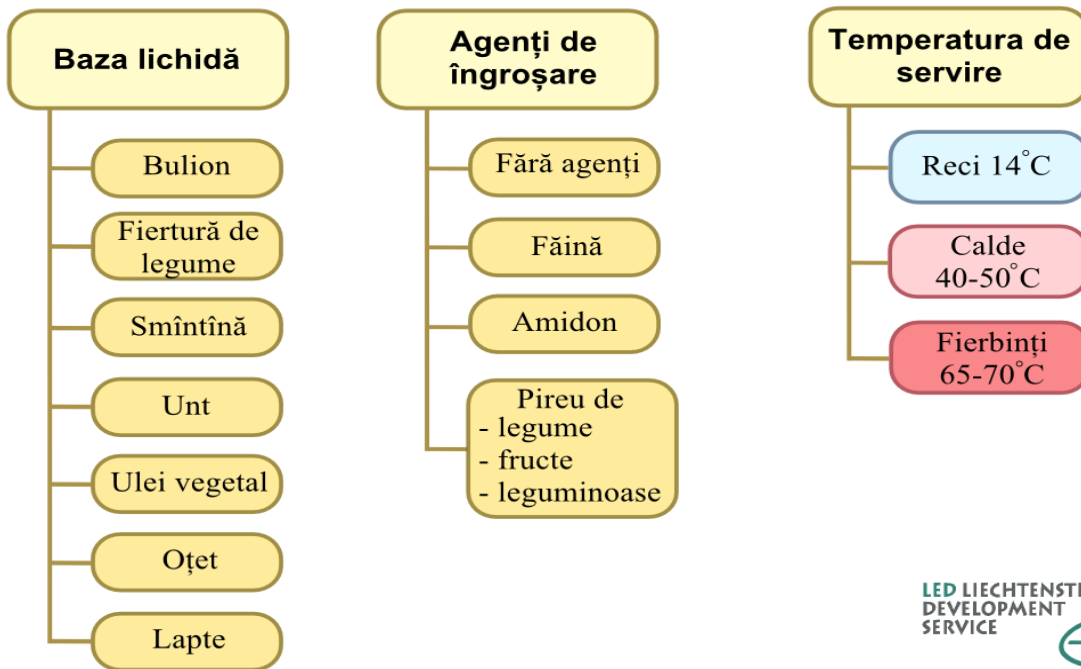 Baza lichidă
Bulion
Fiertură de
legume
Smîntînă
Unt
Ulei vegetal
Oțet
Lapte
Agenți de
îngroșare
Fără agenți
Făină
Amidon
Pireu de
- legume
- fructe
- leguminoase
Temperatura de
servire
Reci 14°C
Calde
40-50°C
Fierbinți
65-70°C
LED LIECHTENSTE
DEVELOPMENT
SERVICE